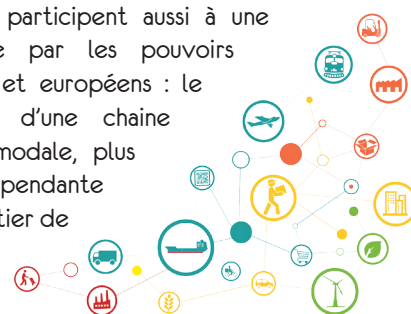 participent aussi à une
par les pouvoirs
et européens : le
d'une chaine
modale, plus
pendante
tier de